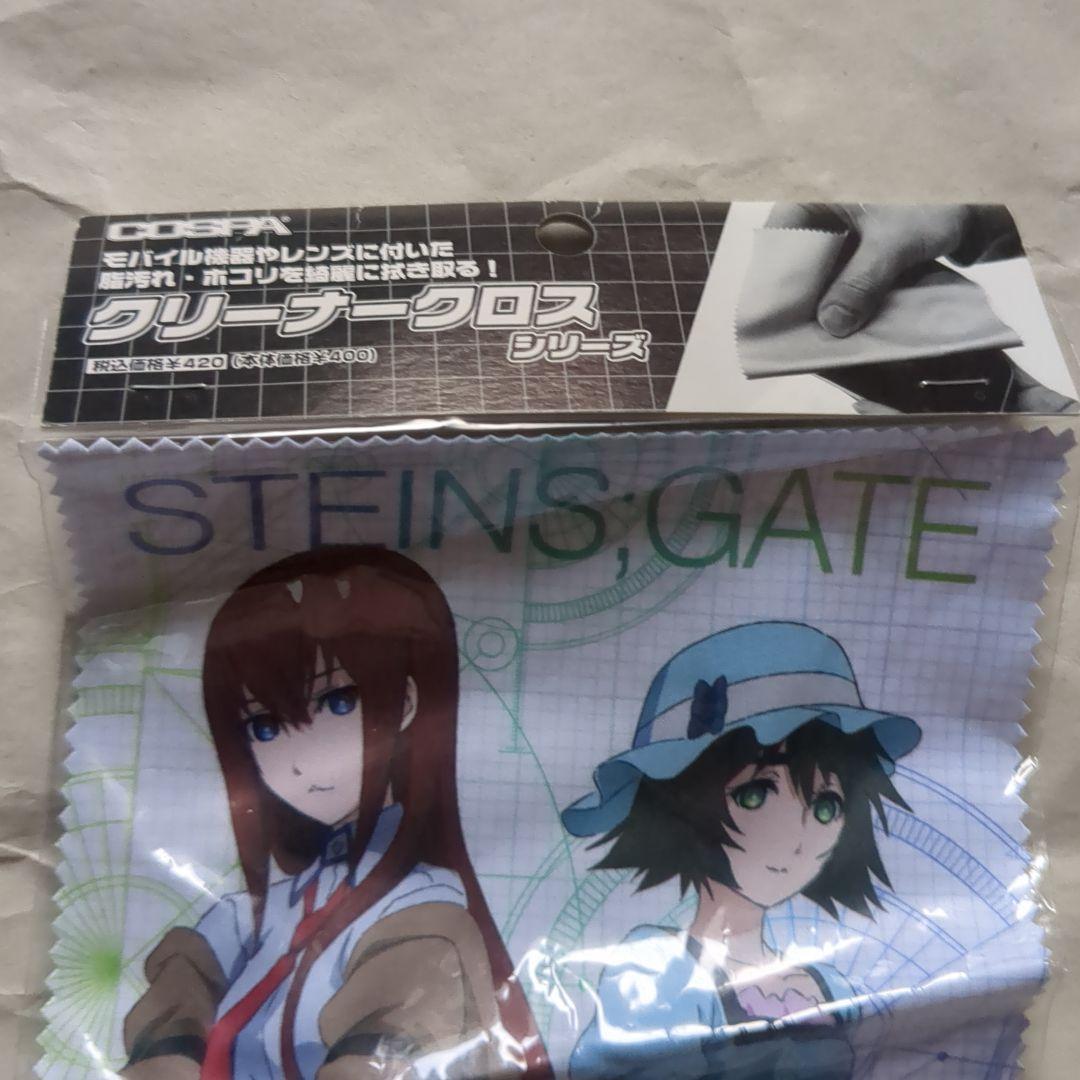 COSPA
モバイル機器やレンズに付いた
脂汚れ・ホコリを綺麗に拭き取る！
クリーナークロス
シリーズ
税込価格¥420（本体価格¥400）
STEINS;GATE